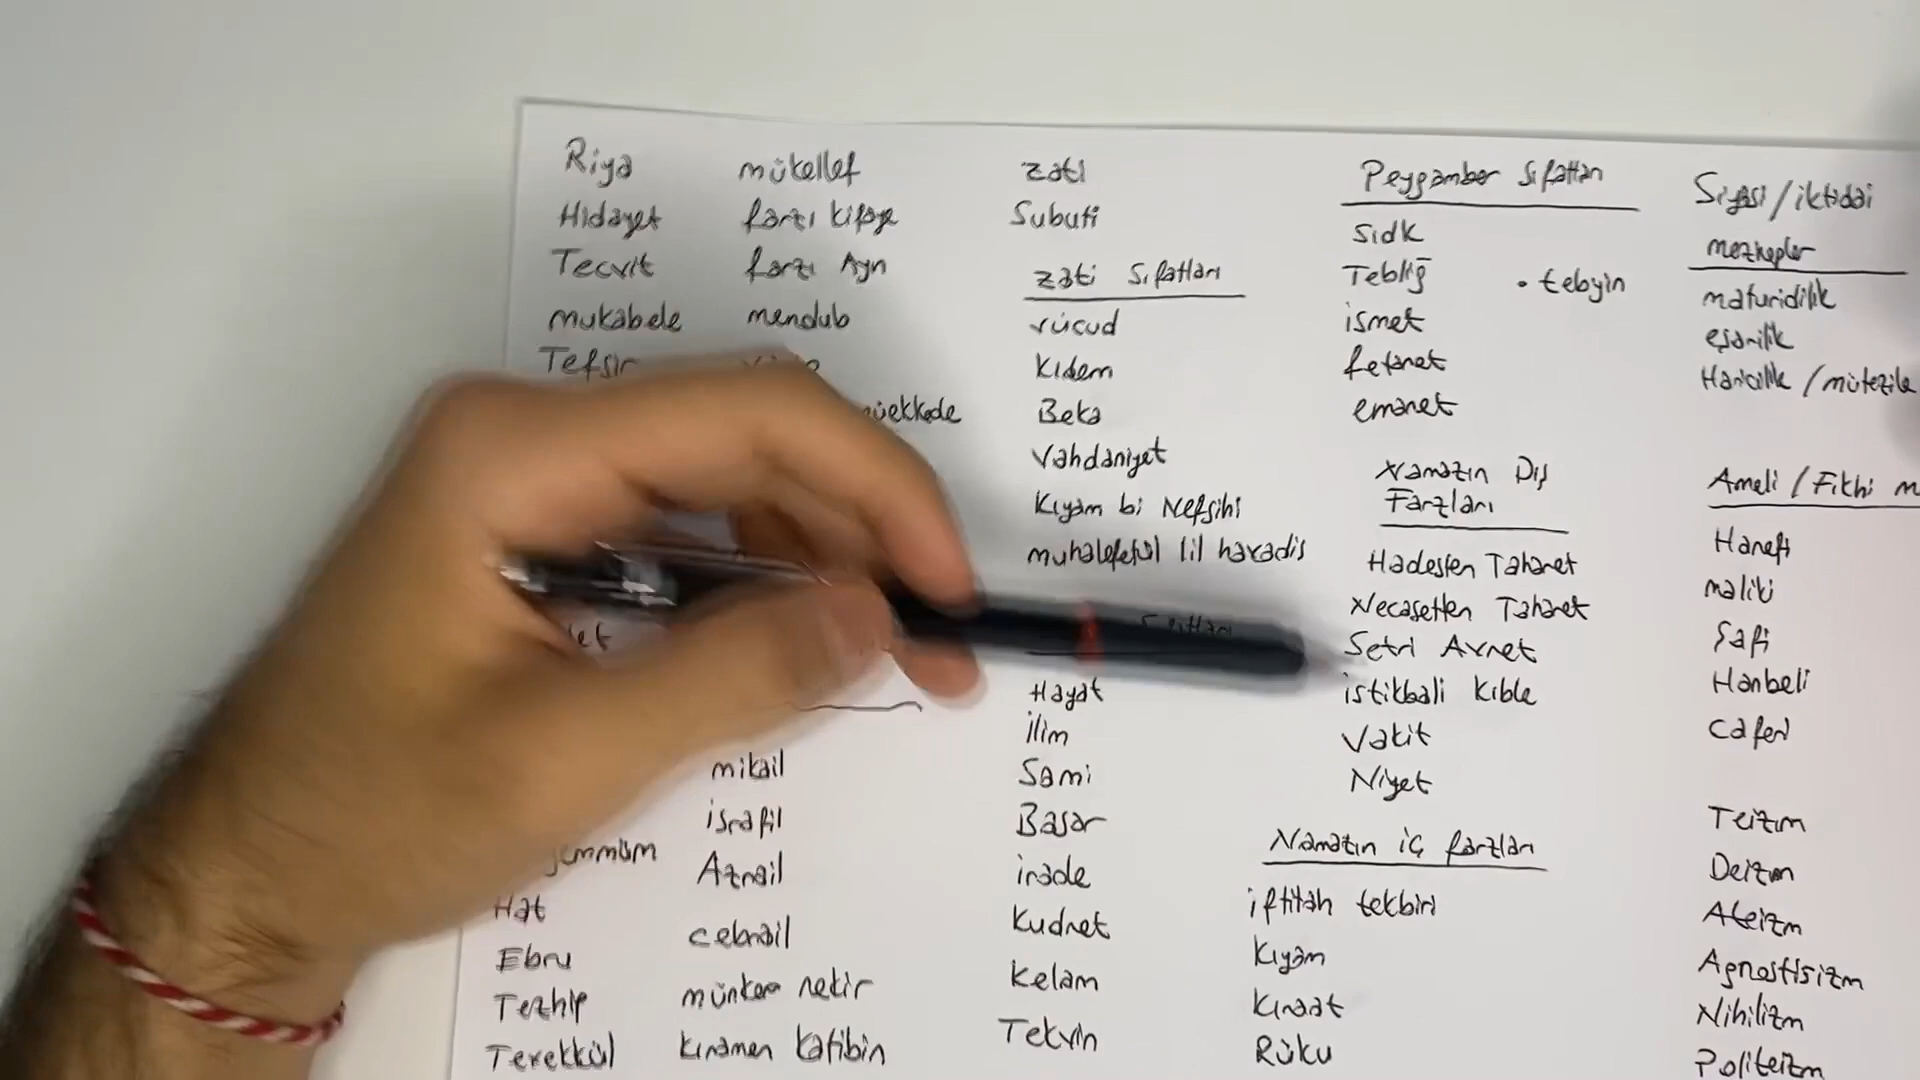 Riya
Hidayet
Tecvit
mukabele
Tefsir
Hat
Ebru
Tezhip
Tevekkül
mükellef
farzı kifaye
farzı Ayn
mendub
mikail
israfil
Azrail
cebrail
münker nekir
kiramen katibin
zati
Subuti
zati Sıfatları
vücud
Kıdem
Beka
Vahdaniyet
Kıyam bi Nefsihi
muhalefetül lil havadis
Hayat
ilim
Sami
Basar
irade
Kudret
Kelam
Tekvin
Peygamber Sıfatları
Sıdk
Tebliğ • tebyin
ismet
fetanet
emanet
Namazın Dış
Farzları
Hadesten Taharet
Necasetten Taharet
Setri Avret
istikbali Kıble
Vakit
Niyet
Namazın iç farzları
iftitah tekbiri
Kıyam
Kıraat
Rüku
Siyasi/iktidai
mezhepler
maturidilik
eşarilik
Haricilik / mütezile
Ameli / Fıkhi m
Hanefi
maliki
Şafi
Hanbeli
Caferi
Teizm
Deizm
Ateizm
Agnostisizm
Nihilizm
Politeizm